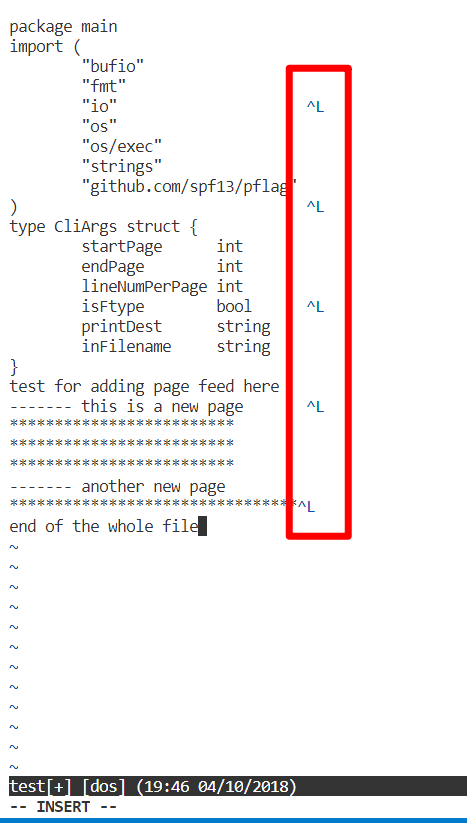 package main
import (
        "bufio"
        "fmt"
        "io"                     ^L
        "os"
        "os/exec"
        "strings"
        "github.com/spf13/pflag"
)                                ^L
type CliArgs struct {
        startPage      int
        endPage        int
        lineNumPerPage int
        isFtype        bool      ^L
        printDest      string
        inFilename     string
}
test for adding page feed here
------- this is a new page       ^L
*************************
*************************
*************************
------- another new page
********************************^L
end of the whole file
~
~
~
~
~
~
~
~
~
~
~
~
test[+] [dos] (19:46 04/10/2018)
-- INSERT --